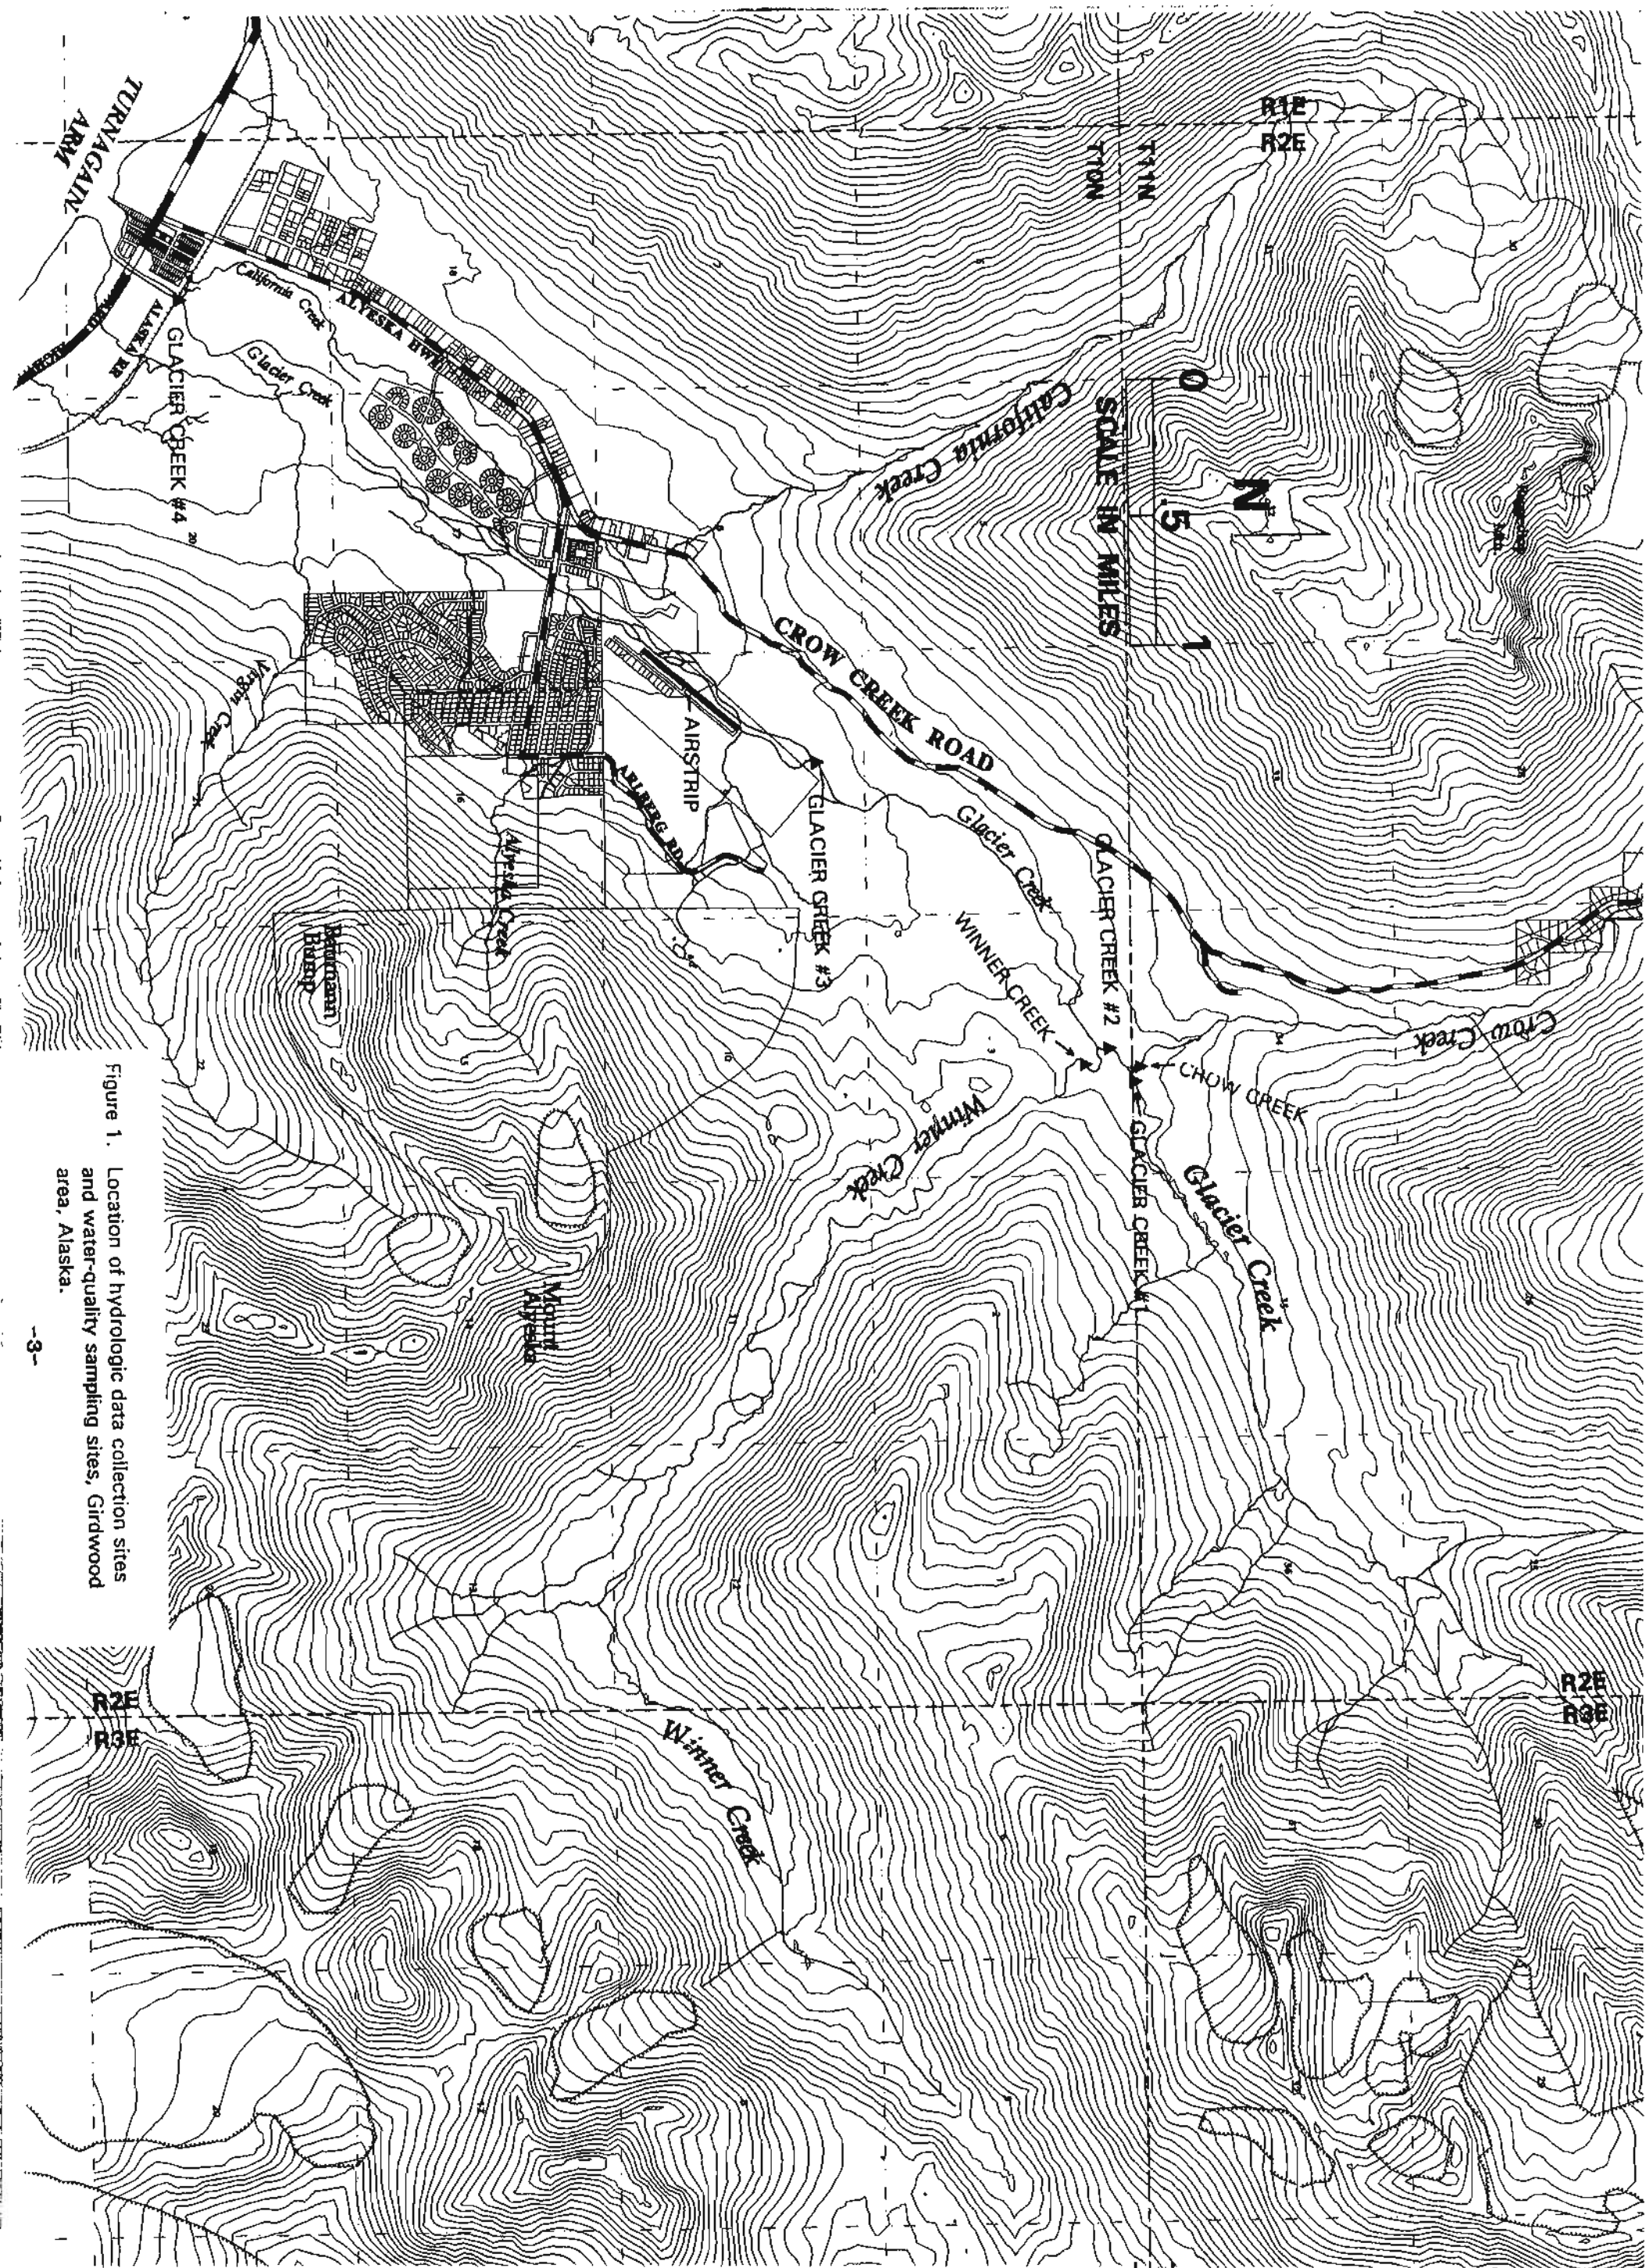 R1E
R2E
T11N
T10N
0
.5
1
SCALE IN MILES
N
TURNAGAIN
ARM
California Creek
ALYESKA HWY
Glacier Creek
ALASKA RR
GLACIER CREEK #4
California Creek
CROW CREEK ROAD
AIRSTRIP
ARLBERG RD
GLACIER CREEK #3
Glacier Creek
GLACIER CREEK #2
WINNER CREEK
CROW CREEK
Crow Creek
GLACIER CREEK #1
Glacier Creek
Winner Creek
Virgin Creek
Alyeska Creek
Baumann
Bump
Mount
Alyeska
Winner Creek
R2E
R3E
R2E
R3E
Figure 1. Location of hydrologic data collection sites
and water-quality sampling sites, Girdwood
area, Alaska.
-3-